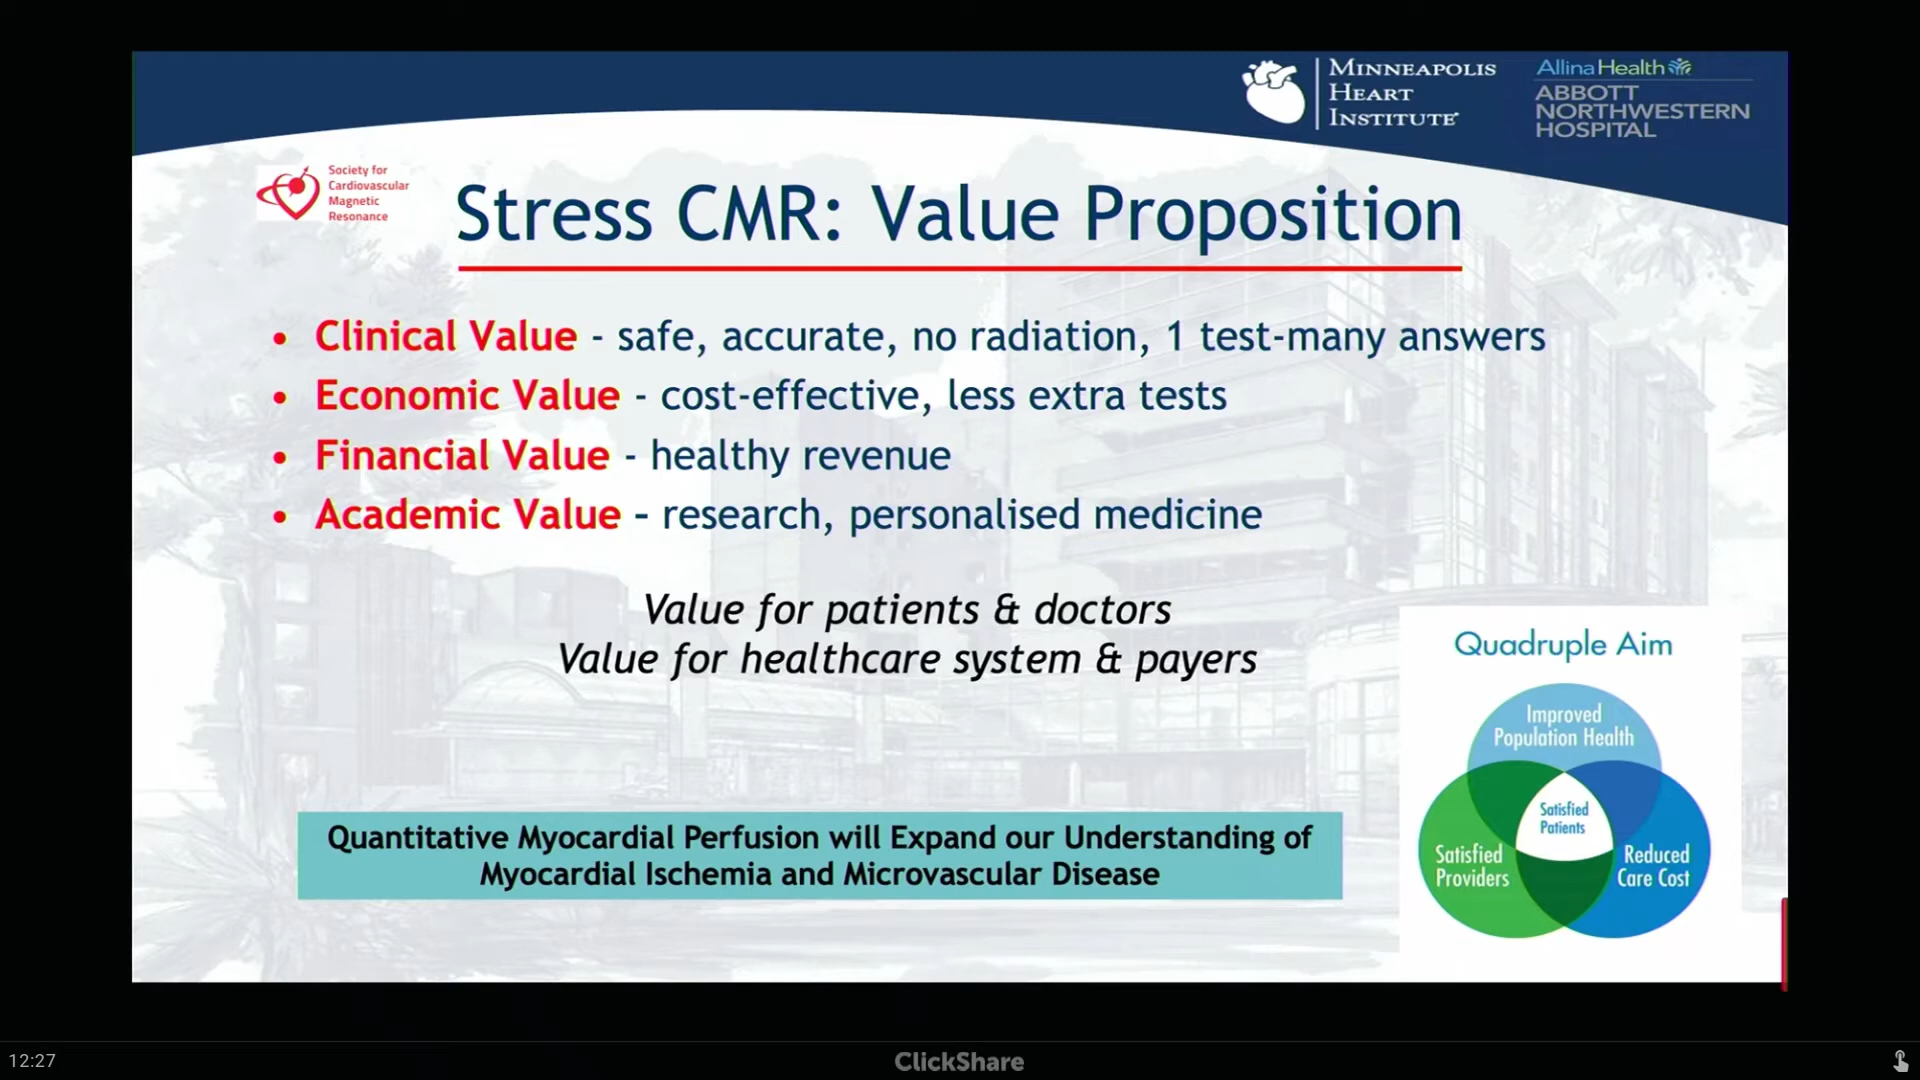 MINNEAPOLIS
HEART
INSTITUTE
AllinaHealth
ABBOTT
NORTHWESTERN
HOSPITAL
Society for
Cardiovascular
Magnetic
Resonance
Stress CMR: Value Proposition
• Clinical Value - safe, accurate, no radiation, 1 test-many answers
• Economic Value - cost-effective, less extra tests
• Financial Value - healthy revenue
• Academic Value – research, personalised medicine
Value for patients & doctors
Value for healthcare system & payers
Quadruple Aim
Improved
Population Health
Satisfied
Patients
Satisfied
Providers
Reduced
Care Cost
Quantitative Myocardial Perfusion will Expand our Understanding of
Myocardial Ischemia and Microvascular Disease
12:27
ClickShare